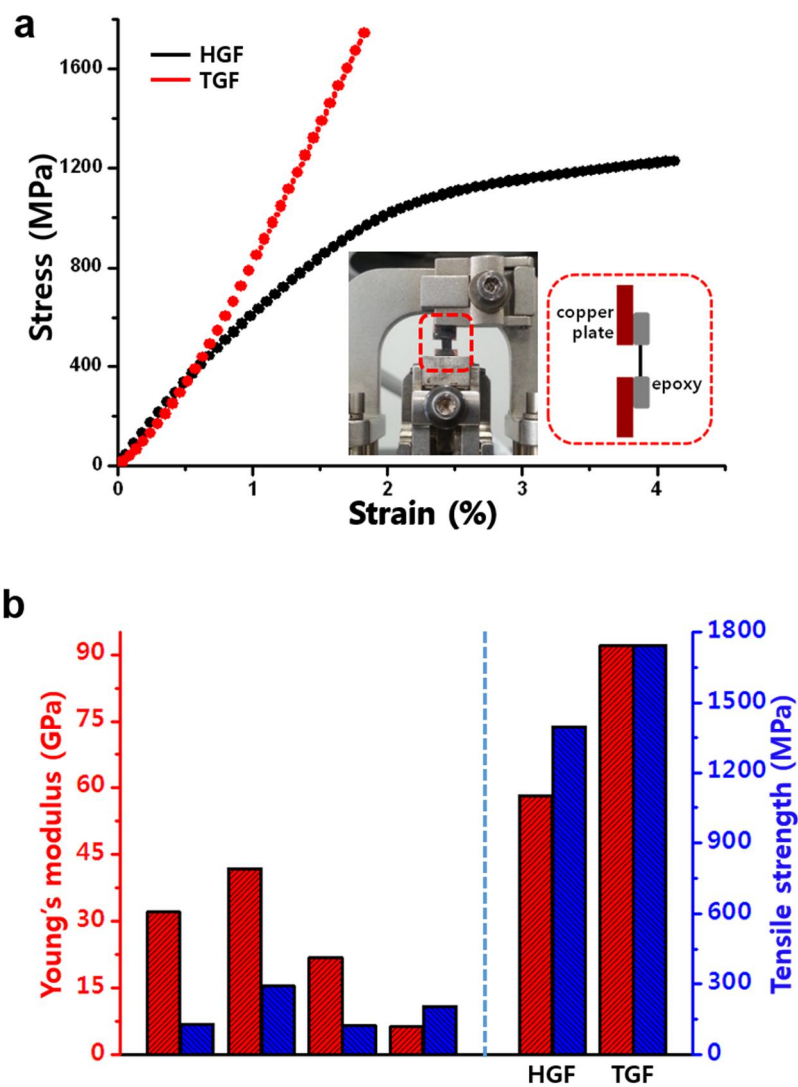 a
HGF
TGF
1600
1200
800
400
0
Stress (MPa)
0 1 2 3 4
Strain (%)
copper
plate
epoxy
b
90
75
60
45
30
15
0
Young's modulus (GPa)
1800
1500
1200
900
600
300
0
Tensile strength (MPa)
HGF TGF